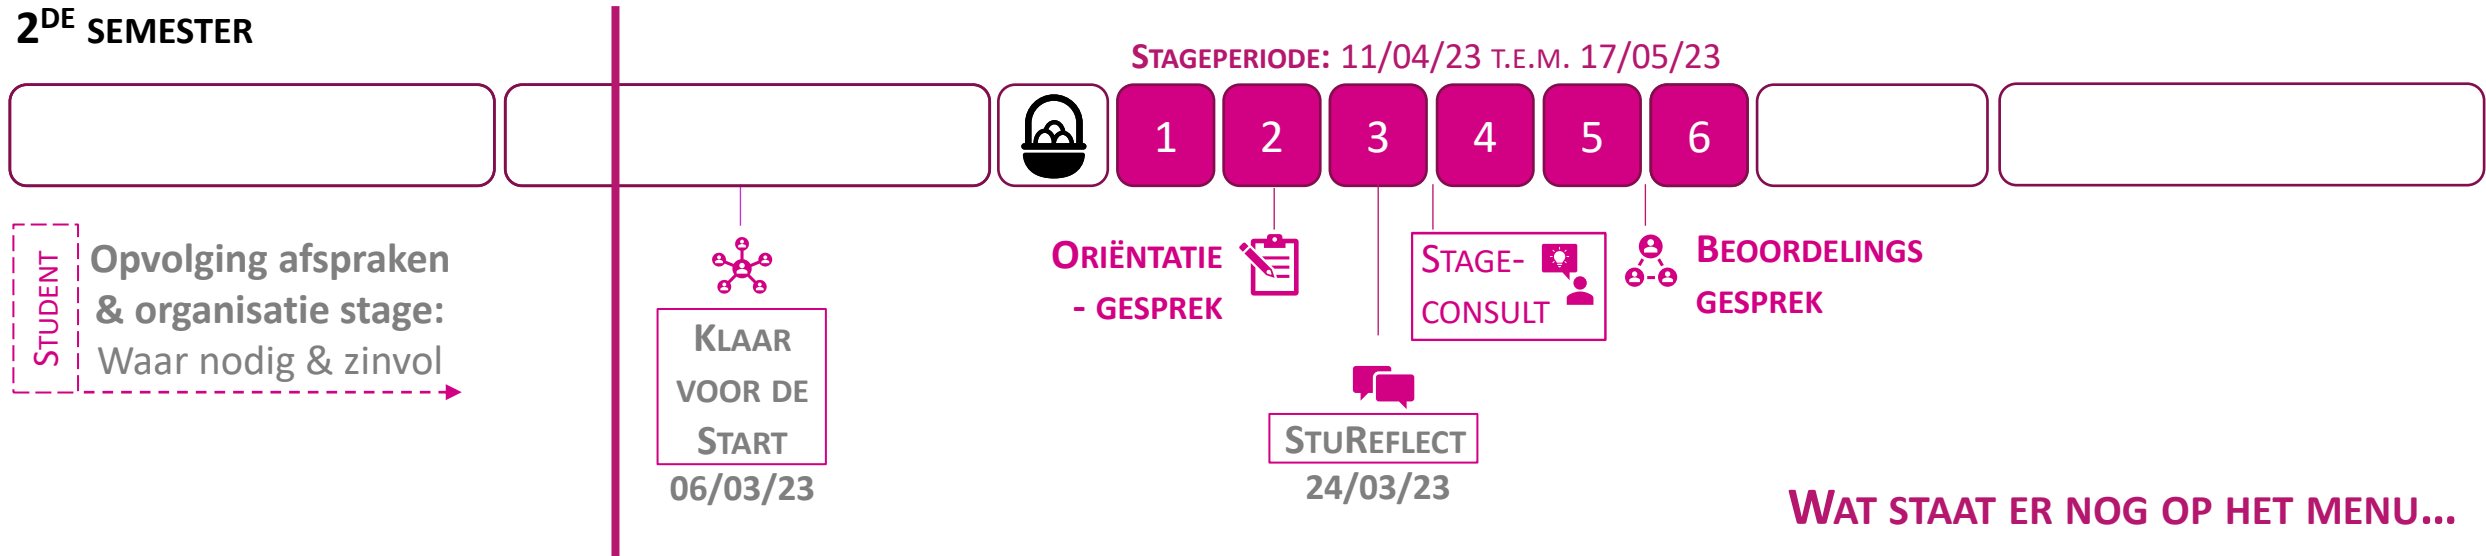 2DE SEMESTER
STAGEPERIODE: 11/04/23 T.E.M. 17/05/23
1 2 3 4 5 6
STUDENT
Opvolging afspraken
& organisatie stage:
Waar nodig & zinvol
KLAAR
VOOR DE
START
06/03/23
ORIËNTATIE
- GESPREK
STUREFLECT
24/03/23
STAGE-
CONSULT
BEOORDELINGS
GESPREK
WAT STAAT ER NOG OP HET MENU...